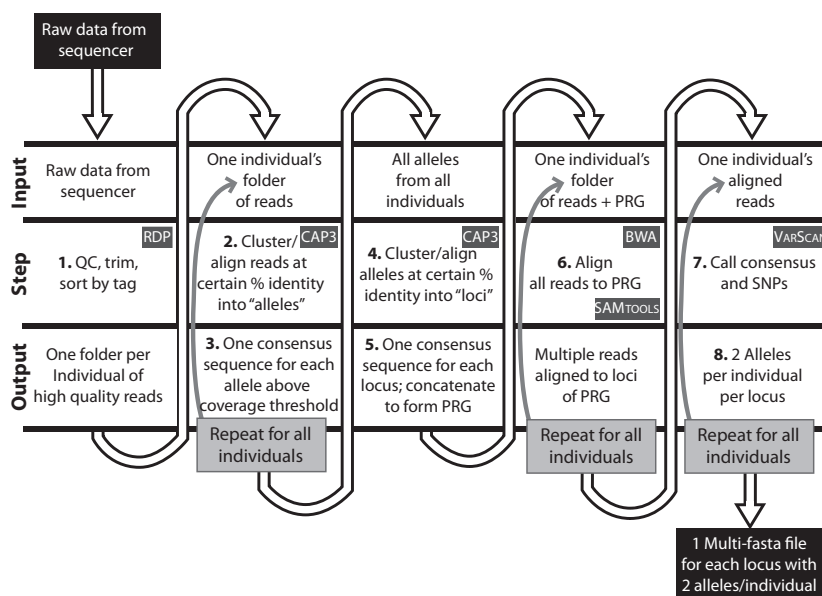 Raw data from
sequencer
Input
Raw data from
sequencer
One individual's
folder
of reads
All alleles
from all
individuals
One individual's
folder
of reads + PRG
One individual's
aligned
reads
Step
RDP
1. QC, trim,
sort by tag
CAP3
2. Cluster/
align reads at
certain % identity
into "alleles"
CAP3
4. Cluster/align
alleles at certain %
identity into "loci"
BWA
6. Align
all reads to PRG
SAMTOOLS
VARSCAN
7. Call consensus
and SNPs
Output
One folder per
Individual of
high quality reads
3. One consensus
sequence for each
allele above
coverage threshold
5. One consensus
sequence for each
locus; concatenate
to form PRG
Multiple reads
aligned to loci
of PRG
8. 2 Alleles
per individual
per locus
Repeat for all
individuals
Repeat for all
individuals
Repeat for all
individuals
1 Multi-fasta file
for each locus with
2 alleles/individual